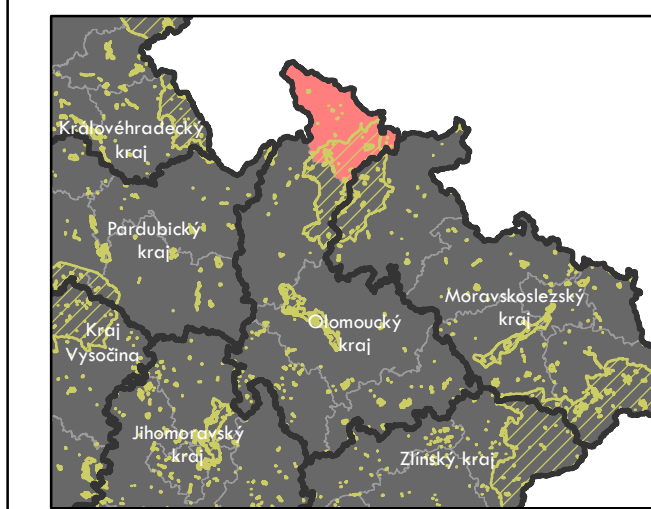 Královéhradecký
kraj
Pardubický
kraj
Moravskoslezský
kraj
Olomoucký
kraj
Kraj
Vysočina
Jihomoravský
kraj
Zlínský kraj